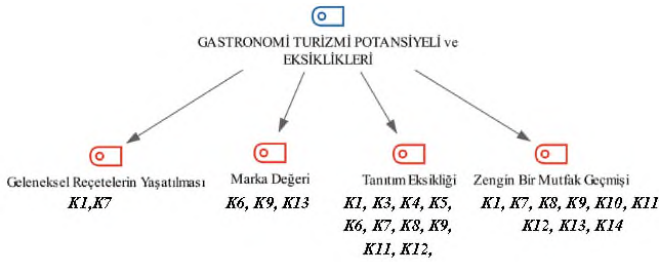 GASTRONOMİ TURİZMİ POTANSİYELİ ve
EKSİKLİKLERİ
Geleneksel Reçetelerin Yaşatılması
K1,K7
Marka Değeri
K6, K9, K13
Tanıtım Eksikliği
K1, K3, K4, K5,
K6, K7, K8, K9,
K11, K12,
Zengin Bir Mutfak Geçmişi
K1, K7, K8, K9, K10, K11
K12, K13, K14